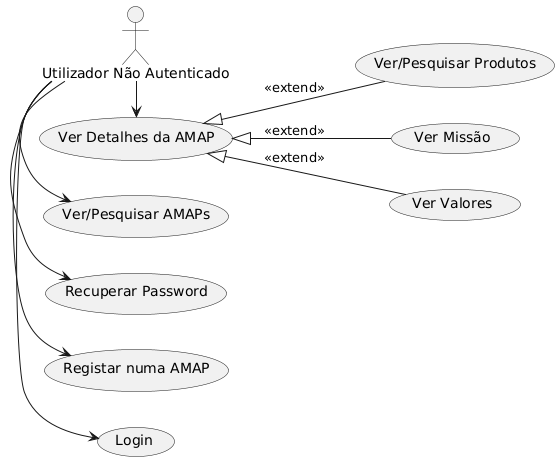 Utilizador Não Autenticado
Ver/Pesquisar Produtos
«extend»
Ver Detalhes da AMAP
«extend»
Ver Missão
«extend»
Ver Valores
Ver/Pesquisar AMAPs
Recuperar Password
Registar numa AMAP
Login